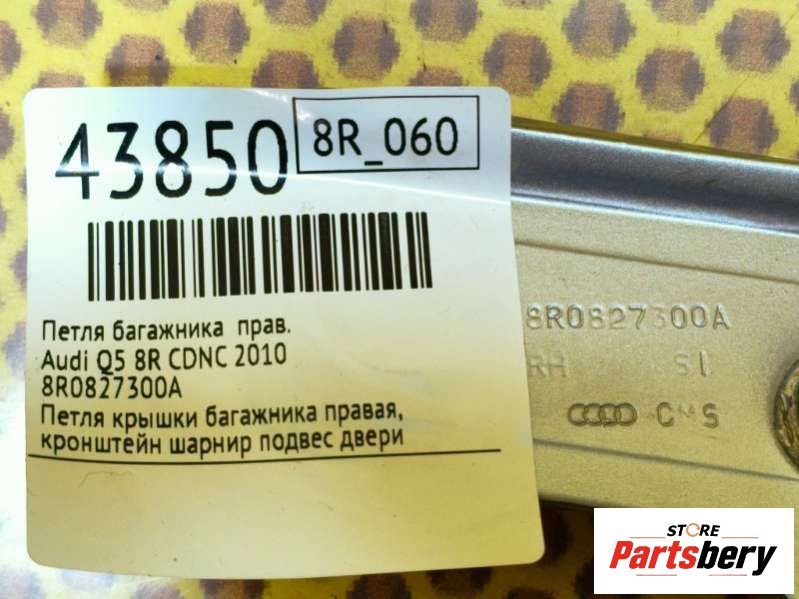 43850
8R_060
Петля багажника прав.
Audi Q5 8R CDNC 2010
8R0827300A
Петля крышки багажника правая,
кронштейн шарнир подвес двери
8R0827300A
RH SI
CMS
STORE
Partsbery